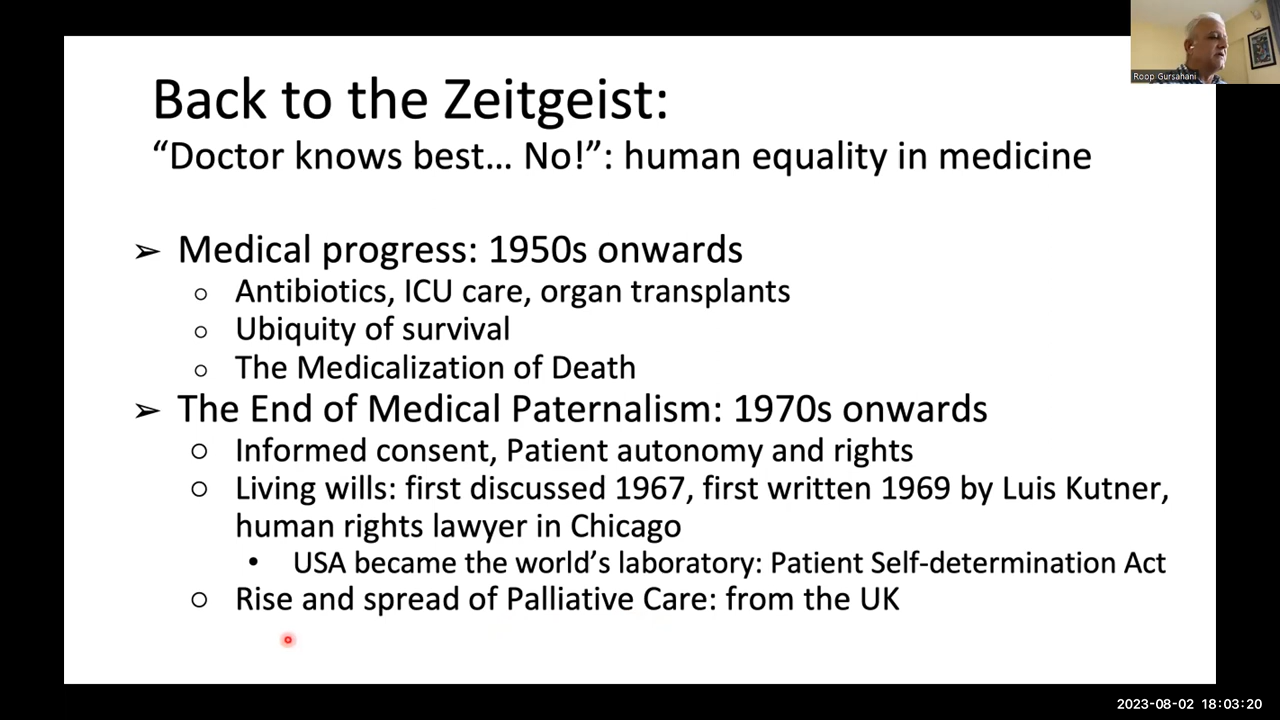 Roop Gursahani
Back to the Zeitgeist:
“Doctor knows best... No!”: human equality in medicine
➢ Medical progress: 1950s onwards
○ Antibiotics, ICU care, organ transplants
○ Ubiquity of survival
○ The Medicalization of Death
➢ The End of Medical Paternalism: 1970s onwards
○ Informed consent, Patient autonomy and rights
○ Living wills: first discussed 1967, first written 1969 by Luis Kutner,
human rights lawyer in Chicago
• USA became the world’s laboratory: Patient Self-determination Act
○ Rise and spread of Palliative Care: from the UK
2023-08-02 18:03:20